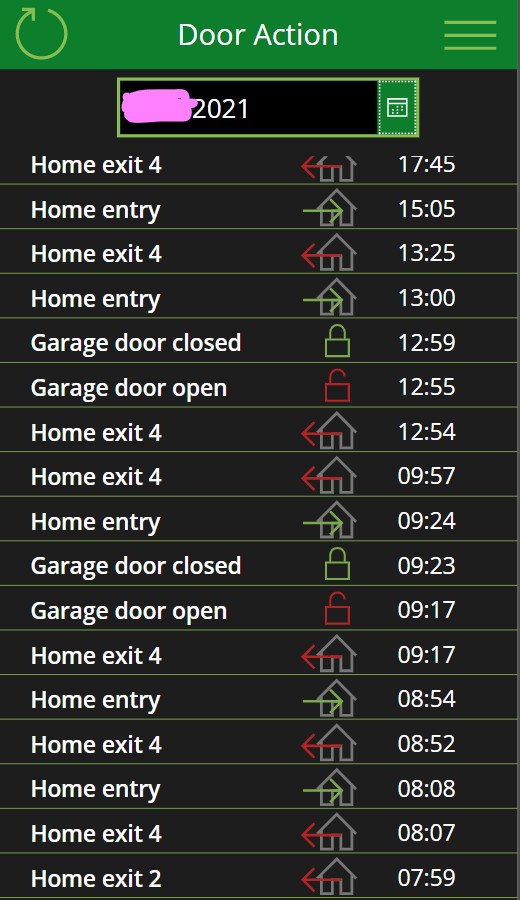 Door Action
2021
Home exit 4 17:45
Home entry 15:05
Home exit 4 13:25
Home entry 13:00
Garage door closed 12:59
Garage door open 12:55
Home exit 4 12:54
Home exit 4 09:57
Home entry 09:24
Garage door closed 09:23
Garage door open 09:17
Home exit 4 09:17
Home entry 08:54
Home exit 4 08:52
Home entry 08:08
Home exit 4 08:07
Home exit 2 07:59